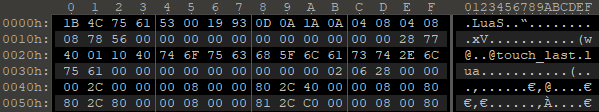 0 1 2 3 4 5 6 7 8 9 A B C D E F 0123456789ABCDEF
0000h: 1B 4C 75 61 53 00 19 93 0D 0A 1A 0A 04 08 04 08 .LuaS..“........
0010h: 08 78 56 00 00 00 00 00 00 00 00 00 00 00 28 77 .xV...........(w
0020h: 40 01 10 40 74 6F 75 63 68 5F 6C 61 73 74 2E 6C @..@touch_last.l
0030h: 75 61 00 00 00 00 00 00 00 00 00 02 06 28 00 00 ua...........(..
0040h: 00 2C 00 00 00 08 00 00 80 2C 40 00 00 08 00 80 .,......€,@....€
0050h: 80 2C 80 00 00 08 00 00 81 2C C0 00 00 08 00 80 €,€......,À....€